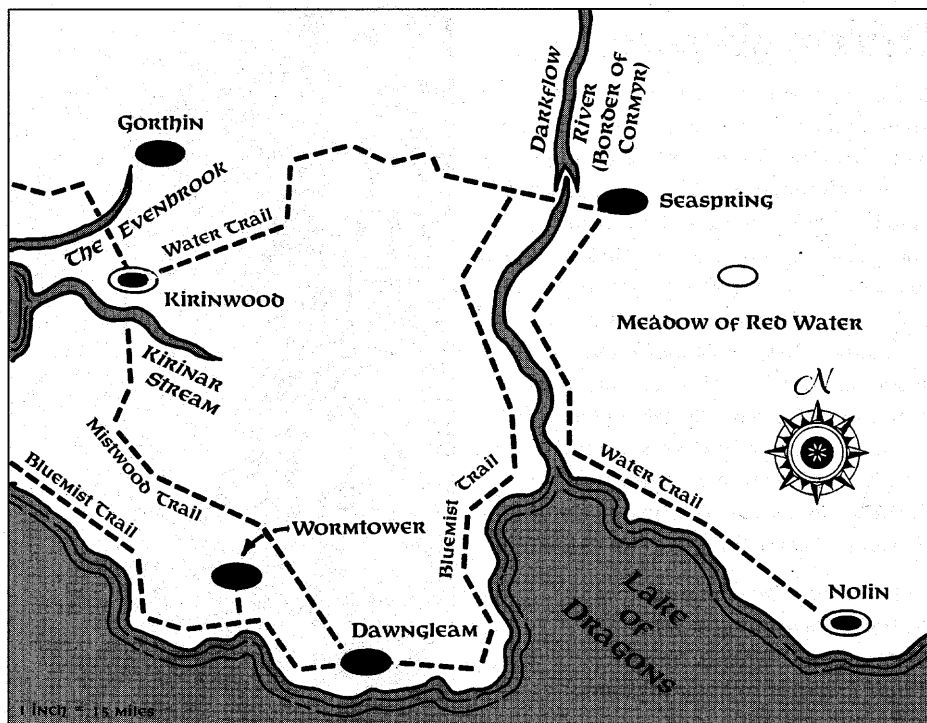 Gorthin
The Evenbrook
Water Trail
Darkflow
River
(Border of
Cormyr)
Seaspring
Kirinwood
Meadow of Red Water
Kirinar
Stream
N
Mistwood Trail
Bluemist Trail
Bluemist Trail
Water Trail
Wormtower
Lake
of
Dragons
Nolin
Dawngleam
1 inch = 15 miles